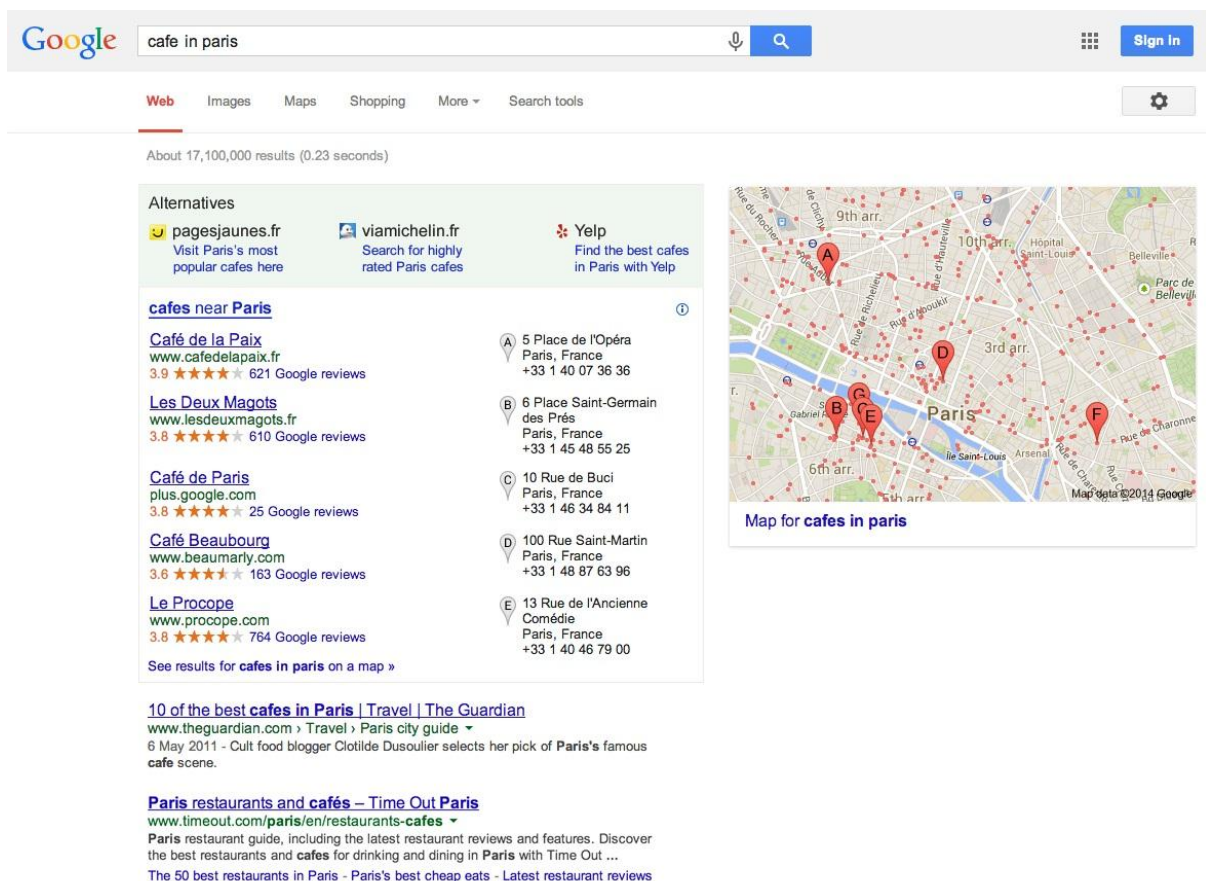 Google
cafe in paris
Sign in
Web Images Maps Shopping More Search tools
About 17,100,000 results (0.23 seconds)
Alternatives
pagesjaunes.fr
Visit Paris's most
popular cafes here
viamichelin.fr
Search for highly
rated Paris cafes
Yelp
Find the best cafes
in Paris with Yelp
cafes near Paris
Café de la Paix
www.cafedelapaix.fr
3.9 621 Google reviews
A 5 Place de l'Opéra
Paris, France
+33 1 40 07 36 36
Les Deux Magots
www.lesdeuxmagots.fr
3.8 610 Google reviews
B 6 Place Saint-Germain
des Prés
Paris, France
+33 1 45 48 55 25
Café de Paris
plus.google.com
3.8 25 Google reviews
C 10 Rue de Buci
Paris, France
+33 1 46 34 84 11
Café Beaubourg
www.beaumarly.com
3.6 163 Google reviews
D 100 Rue Saint-Martin
Paris, France
+33 1 48 87 63 96
Le Procope
www.procope.com
3.8 764 Google reviews
E 13 Rue de l'Ancienne
Comédie
Paris, France
+33 1 40 46 79 00
See results for cafes in paris on a map »
10 of the best cafes in Paris | Travel | The Guardian
www.theguardian.com › Travel › Paris city guide
6 May 2011 - Cult food blogger Clotilde Dusoulier selects her pick of Paris's famous
cafe scene.
Paris restaurants and cafés – Time Out Paris
www.timeout.com/paris/en/restaurants-cafes
Paris restaurant guide, including the latest restaurant reviews and features. Discover
the best restaurants and cafes for drinking and dining in Paris with Time Out ...
The 50 best restaurants in Paris - Paris's best cheap eats - Latest restaurant reviews
9th arr.
10th arr.
Hôpital
Saint-Louis
Belleville
Parc de
Rue de Richelieu
Rue d'Hauteville
Rue d'Aboukir
A
3rd arr.
D
G
B
E
F
Gabriel
Paris
Rue de Charonne
Île Saint-Louis
Arsenal
6th arr.
5th arr.
Map data ©2014 Google
Map for cafes in paris